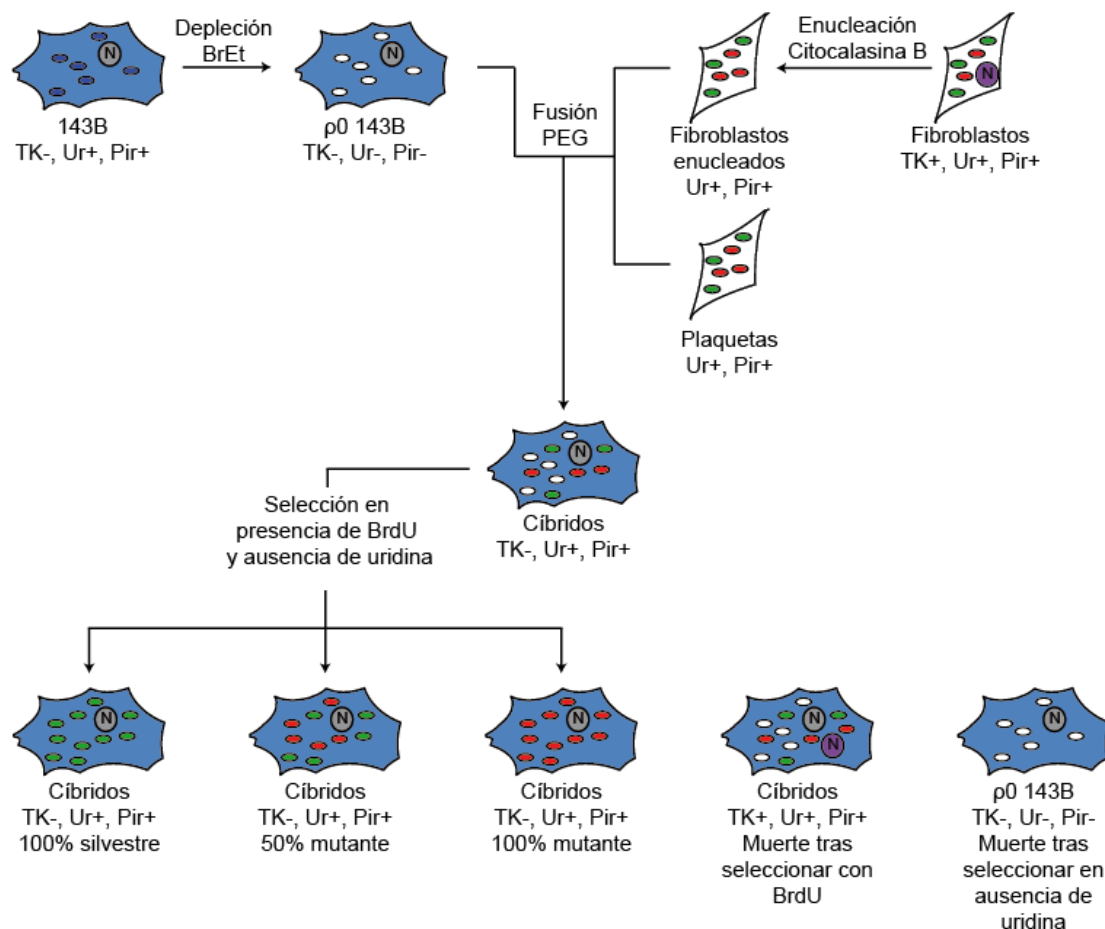 Depleción
BrEt
N
N
143B
TK-, Ur+, Pir+
ρ0 143B
TK-, Ur-, Pir-
Fusión
PEG
Enucleación
Citocalasina B
N
Fibroblastos
enucleados
Ur+, Pir+
Fibroblastos
TK+, Ur+, Pir+
Plaquetas
Ur+, Pir+
N
Cíbridos
TK-, Ur+, Pir+
Selección en
presencia de BrdU
y ausencia de uridina
N
Cíbridos
TK-, Ur+, Pir+
100% silvestre
N
Cíbridos
TK-, Ur+, Pir+
50% mutante
N
Cíbridos
TK-, Ur+, Pir+
100% mutante
N
N
Cíbridos
TK+, Ur+, Pir+
Muerte tras
seleccionar con
BrdU
N
ρ0 143B
TK-, Ur-, Pir-
Muerte tras
seleccionar en
ausencia de
uridina